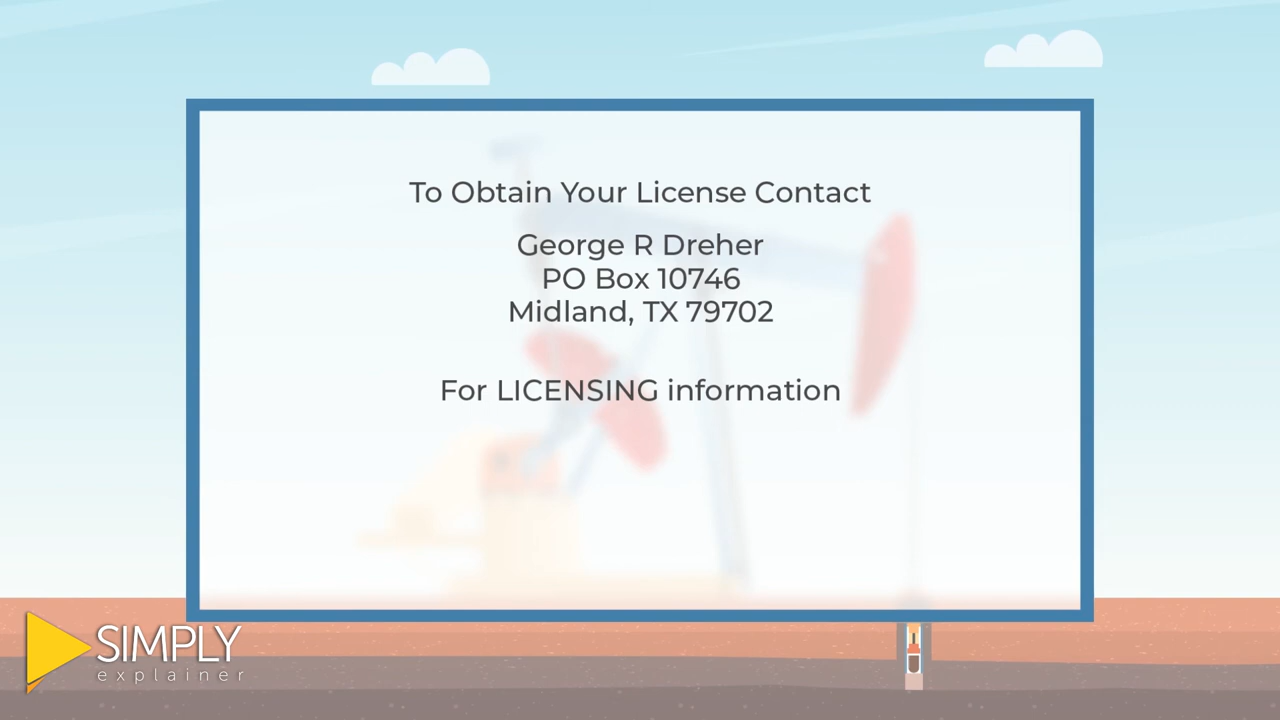 To Obtain Your License Contact
George R Dreher
PO Box 10746
Midland, TX 79702
For LICENSING information
SIMPLY
explainer